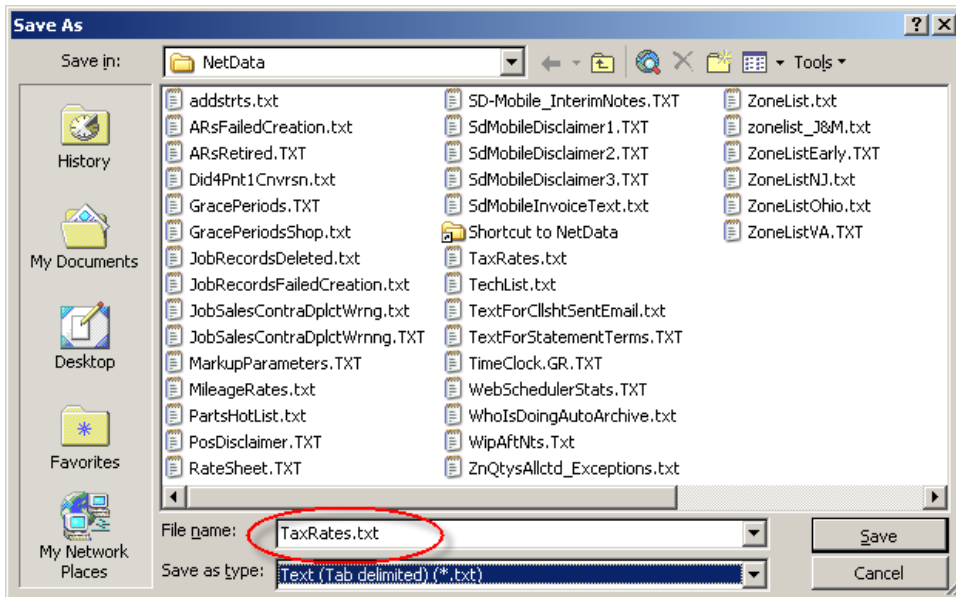 Save As
Save in:
NetData
Tools
History
My Documents
Desktop
Favorites
My Network
Places
addstrts.txt
ARsFailedCreation.txt
ARsRetired.TXT
Did4Pnt1Cnvrsn.txt
GracePeriods.TXT
GracePeriodsShop.txt
JobRecordsDeleted.txt
JobRecordsFailedCreation.txt
JobSalesContraDplctWrng.txt
JobSalesContraDplctWrnng.TXT
MarkupParameters.TXT
MileageRates.txt
PartsHotList.txt
PosDisclaimer.TXT
RateSheet.TXT
SD-Mobile_InterimNotes.TXT
SdMobileDisclaimer1.TXT
SdMobileDisclaimer2.TXT
SdMobileDisclaimer3.TXT
SdMobileInvoiceText.txt
Shortcut to NetData
TaxRates.txt
TechList.txt
TextForCllshtSentEmail.txt
TextForStatementTerms.TXT
TimeClock.GR.TXT
WebSchedulerStats.TXT
WhoIsDoingAutoArchive.txt
WipAftNts.Txt
ZnQtysAllctd_Exceptions.txt
ZoneList.txt
zonelist_J&M.txt
ZoneListEarly.TXT
ZoneListNJ.txt
ZoneListOhio.txt
ZoneListVA.TXT
File name:
TaxRates.txt
Save
Save as type:
Text (Tab delimited) (*.txt)
Cancel